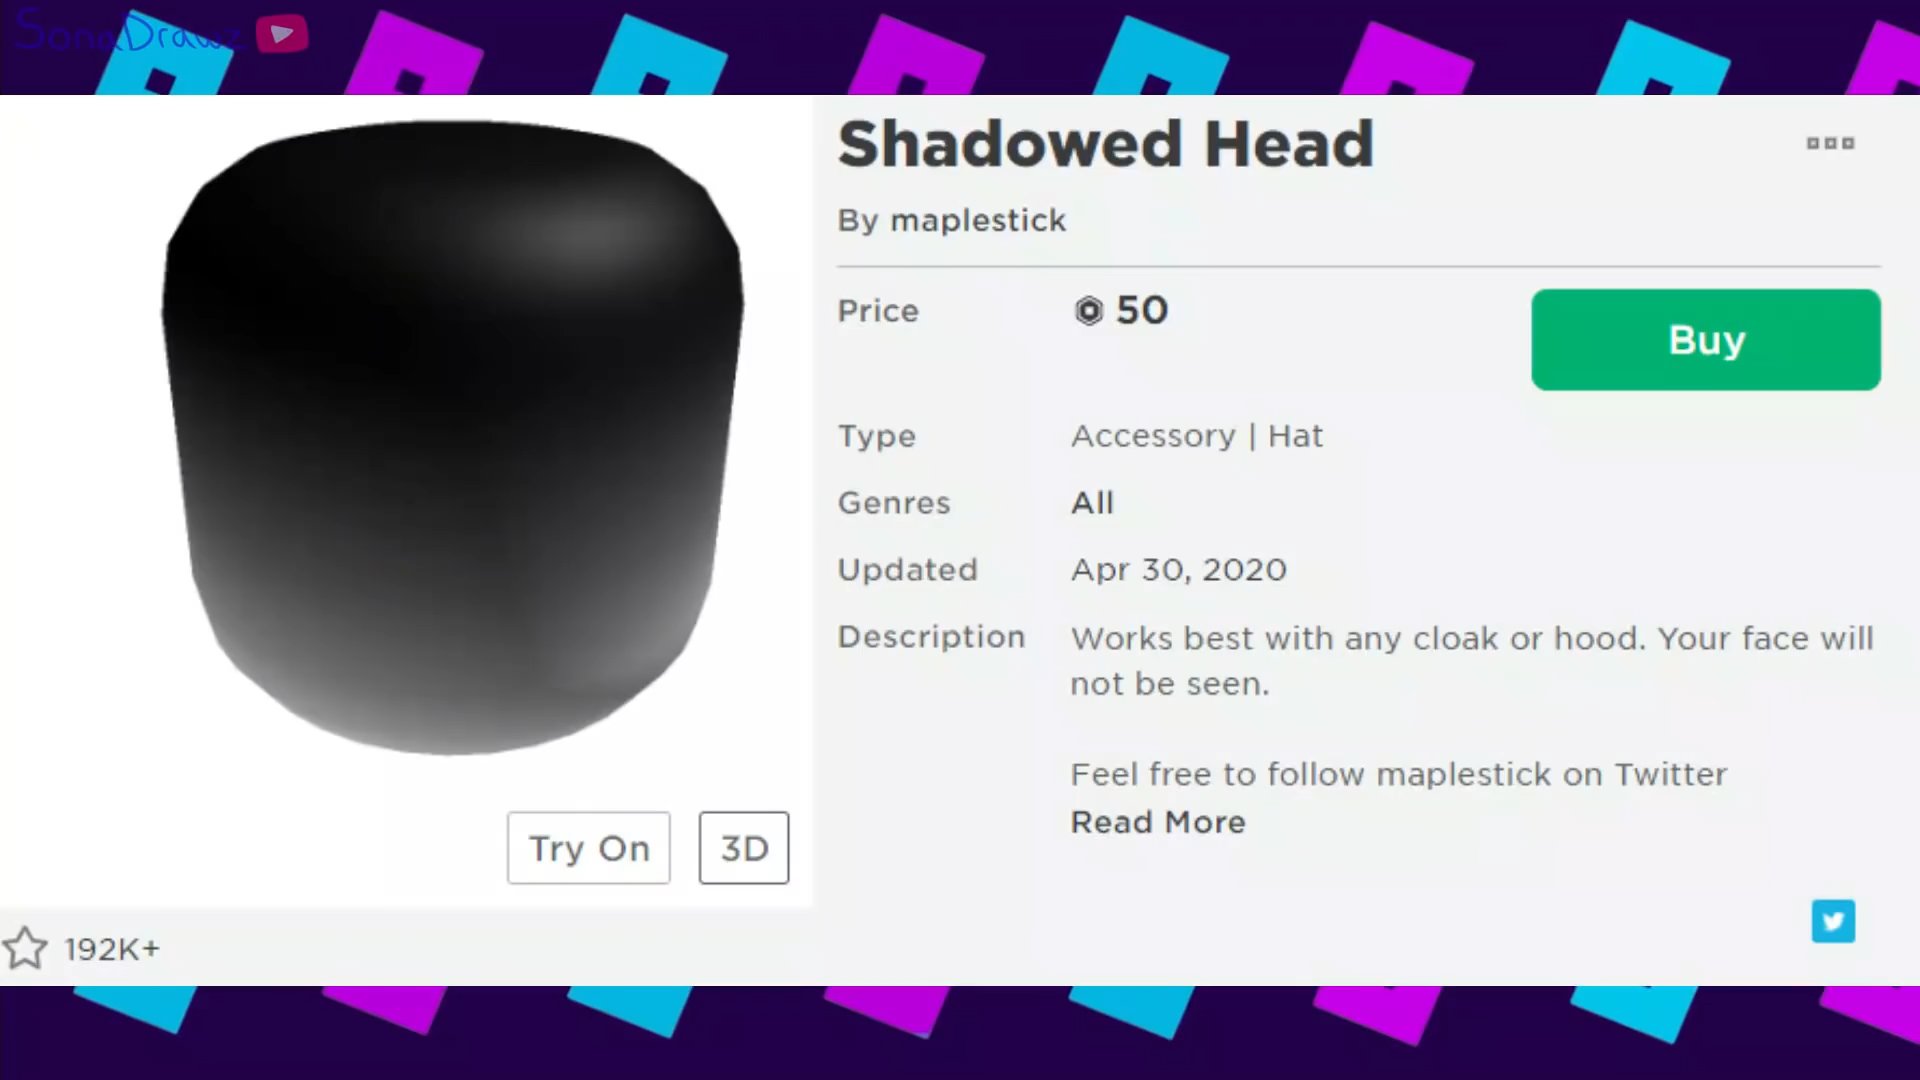 SonaDrawz
Shadowed Head
By maplestick
Price 50
Buy
Type Accessory | Hat
Genres All
Updated Apr 30, 2020
Description Works best with any cloak or hood. Your face will
not be seen.
Feel free to follow maplestick on Twitter
Read More
Try On 3D
192K+